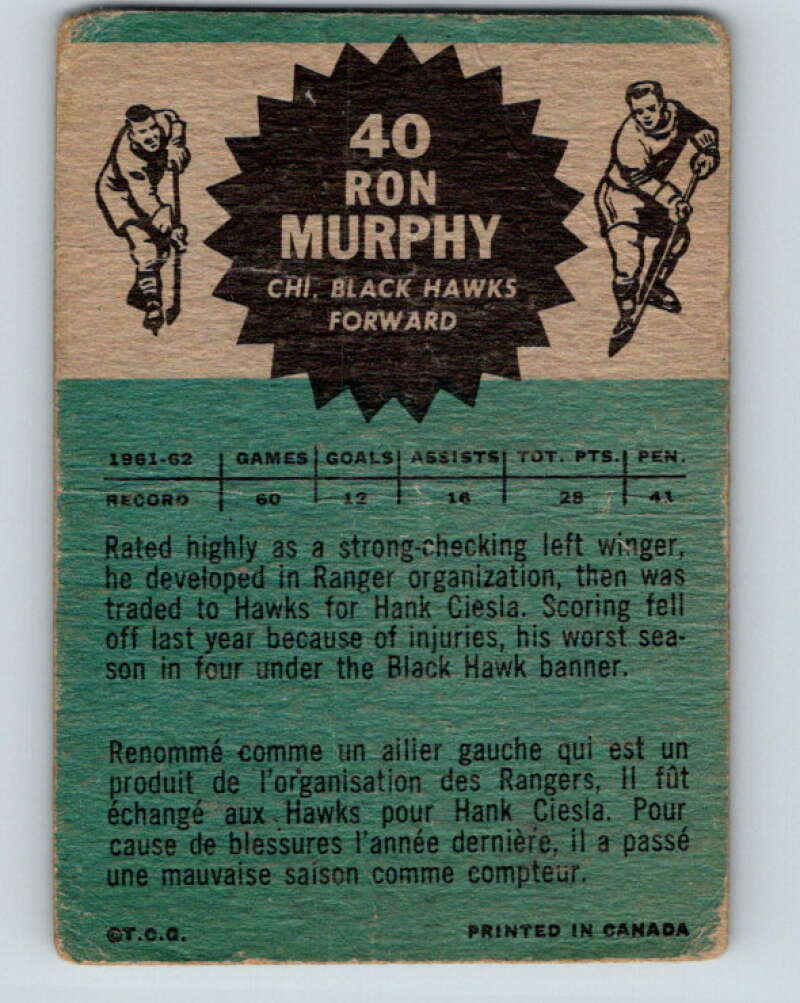 40
RON
MURPHY
CHI. BLACK HAWKS
FORWARD
1961-62 GAMES GOALS ASSISTS TOT. PTS. PEN.
RECORD 60 12 16 28 41
Rated highly as a strong-checking left winger,
he developed in Ranger organization, then was
traded to Hawks for Hank Ciesla. Scoring fell
off last year because of injuries, his worst sea-
son in four under the Black Hawk banner.
Renommé comme un ailier gauche qui est un
produit de l'organisation des Rangers, il fût
échangé aux Hawks pour Hank Ciesla. Pour
cause de blessures l'année dernière, il a passé
une mauvaise saison comme compteur.
©T.C.G. PRINTED IN CANADA